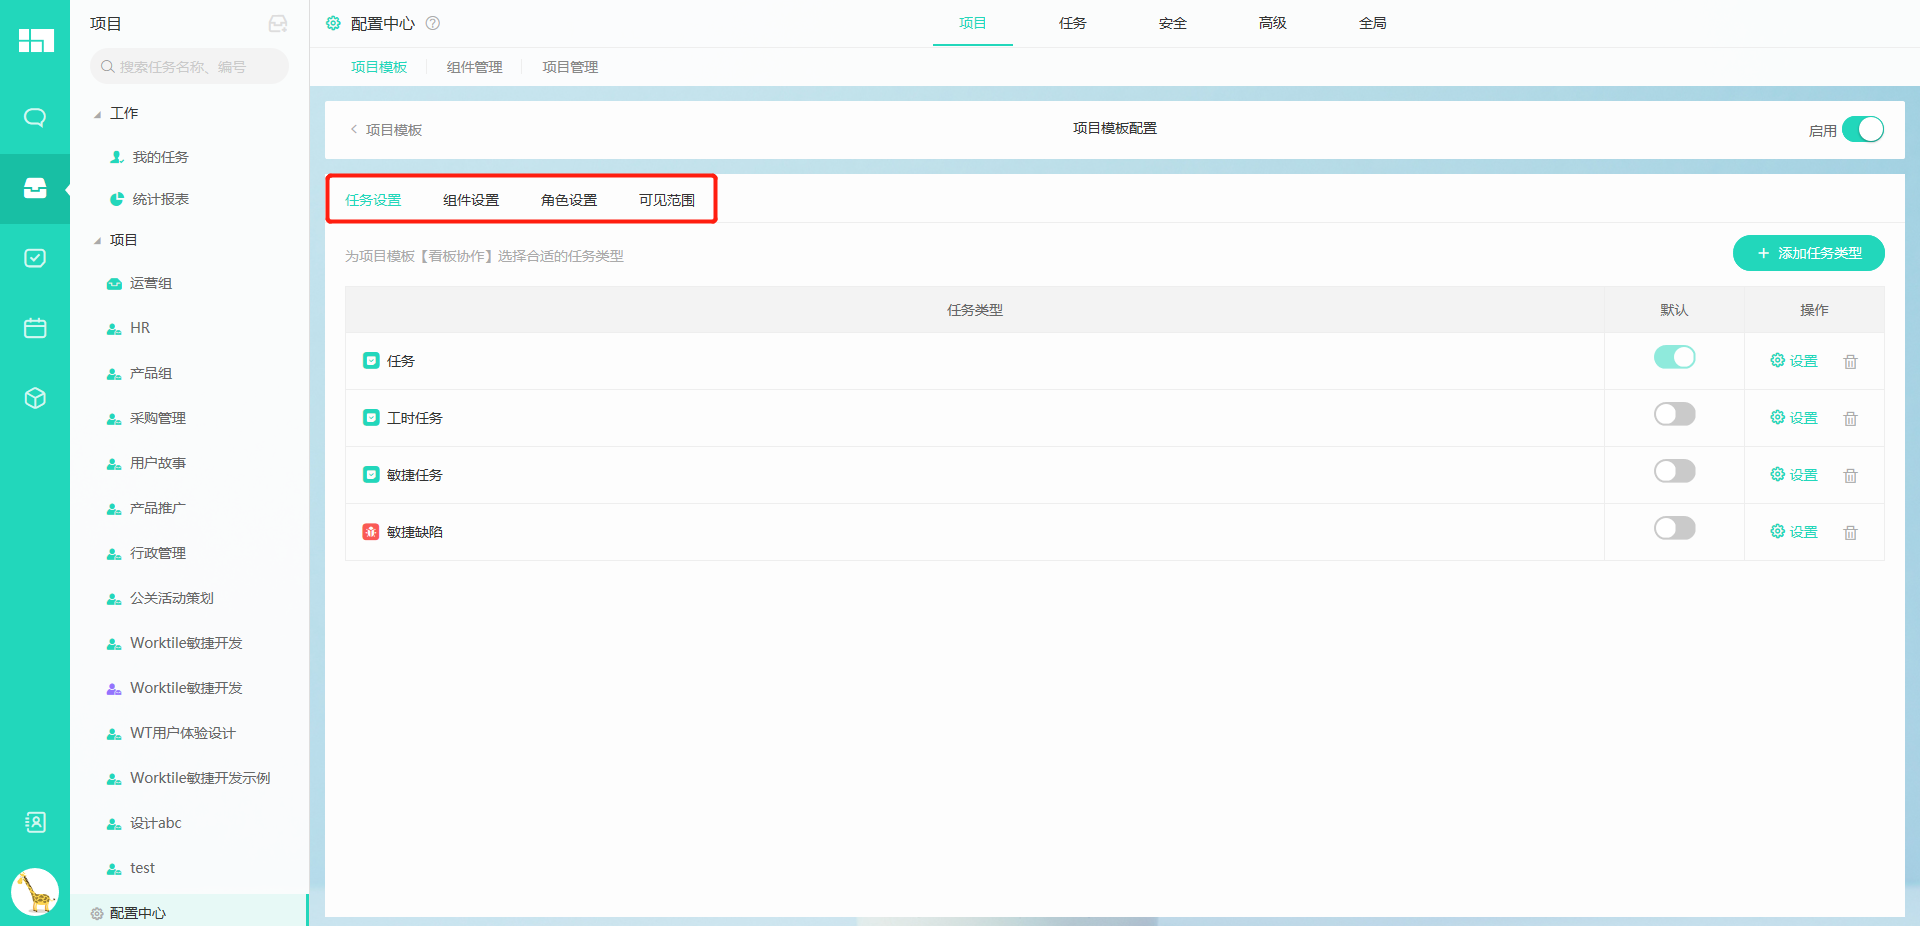 项目
搜索任务名称、编号
工作
我的任务
统计报表
项目
运营组
HR
产品组
采购管理
用户故事
产品推广
行政管理
公关活动策划
Worktile敏捷开发
Worktile敏捷开发
WT用户体验设计
Worktile敏捷开发示例
设计abc
test
配置中心
配置中心 ?
项目 任务 安全 高级 全局
项目模板 组件管理 项目管理
< 项目模板 项目模板配置 启用
任务设置 组件设置 角色设置 可见范围
为项目模板【看板协作】选择合适的任务类型 + 添加任务类型
任务类型 默认 操作
任务 设置
工时任务 设置
敏捷任务 设置
敏捷缺陷 设置